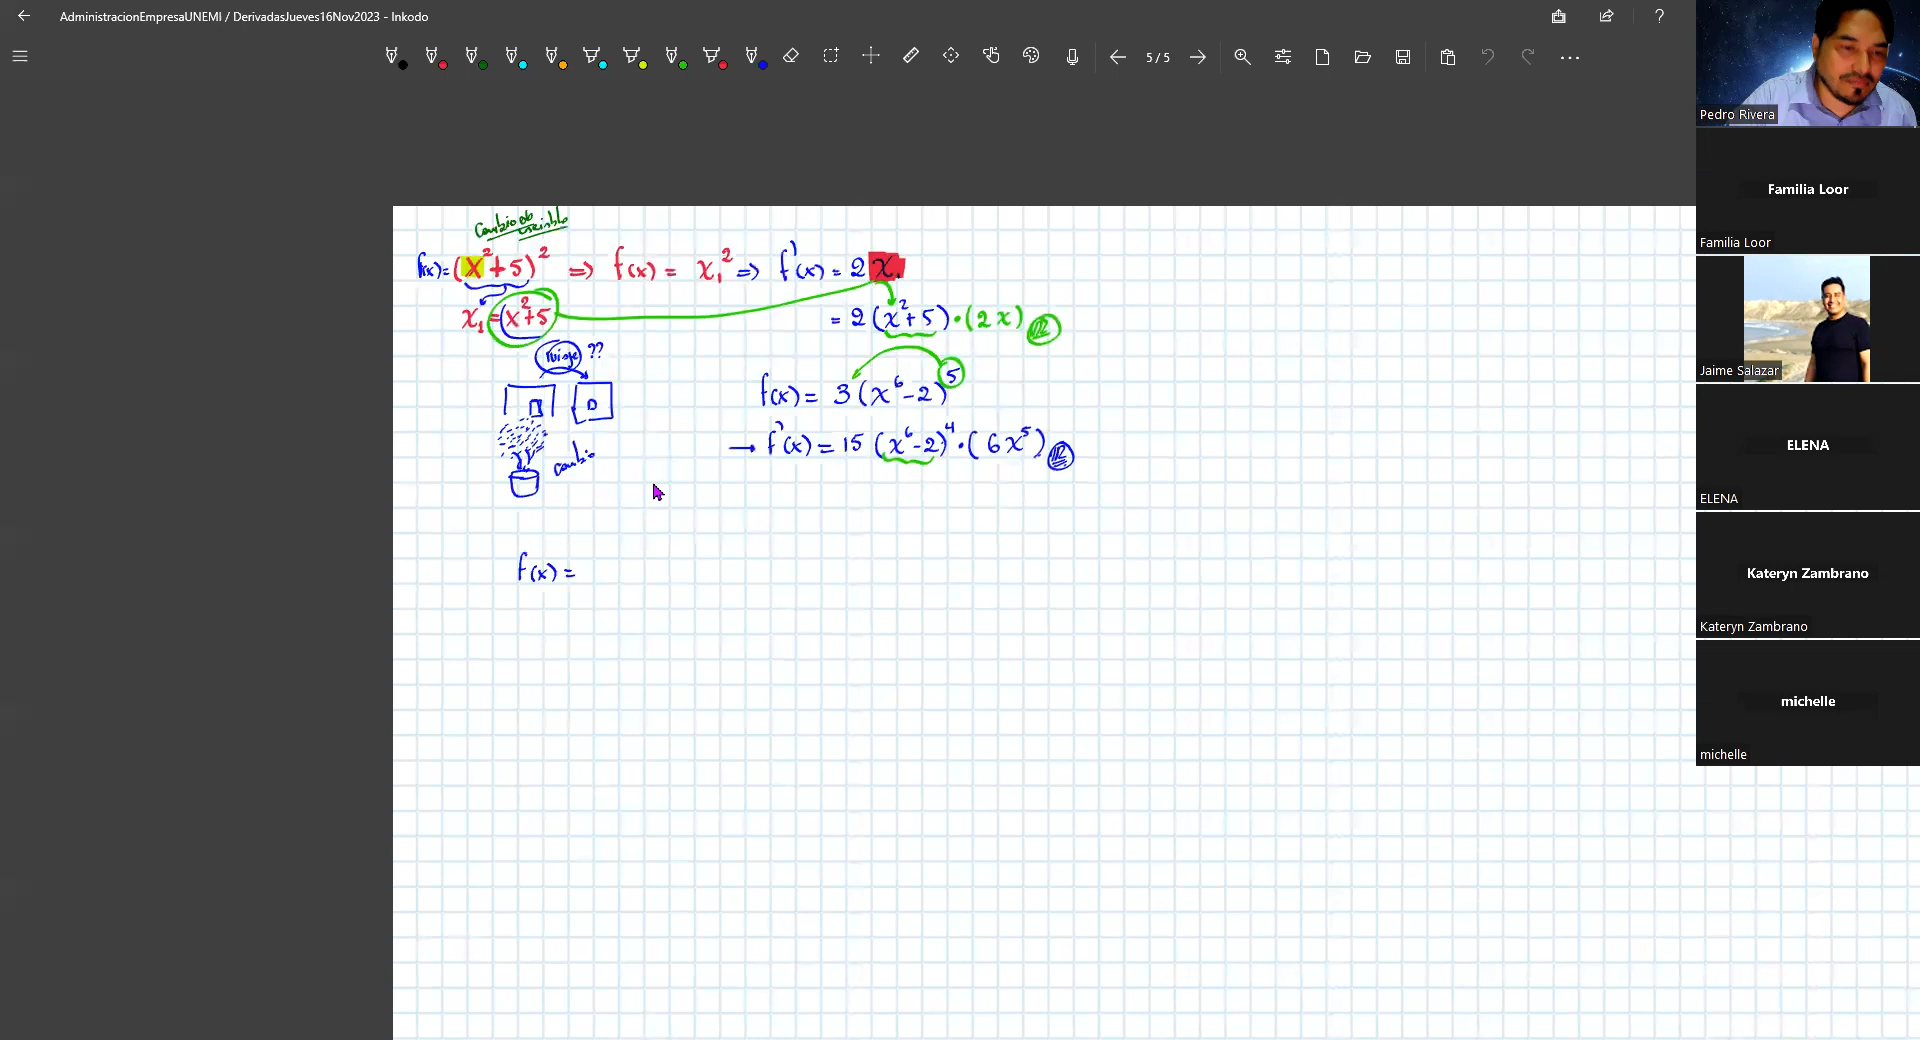 AdministracionEmpresaUNEMI / DerivadasJueves16Nov2023 - Inkodo
5 / 5
Cambio de
variable
f(x)= (x²+5)² ⇒ f(x) = x₁² ⇒ f'(x) = 2x₁
x₁ = (x²+5)
= 2(x²+5)·(2x)
??
f(x) = 3(x⁶-2)⁵
→ f'(x) = 15(x⁶-2)⁴·(6x⁵)
cambio
f(x) =
Pedro Rivera
Familia Loor
Familia Loor
Jaime Salazar
ELENA
ELENA
Kateryn Zambrano
Kateryn Zambrano
michelle
michelle